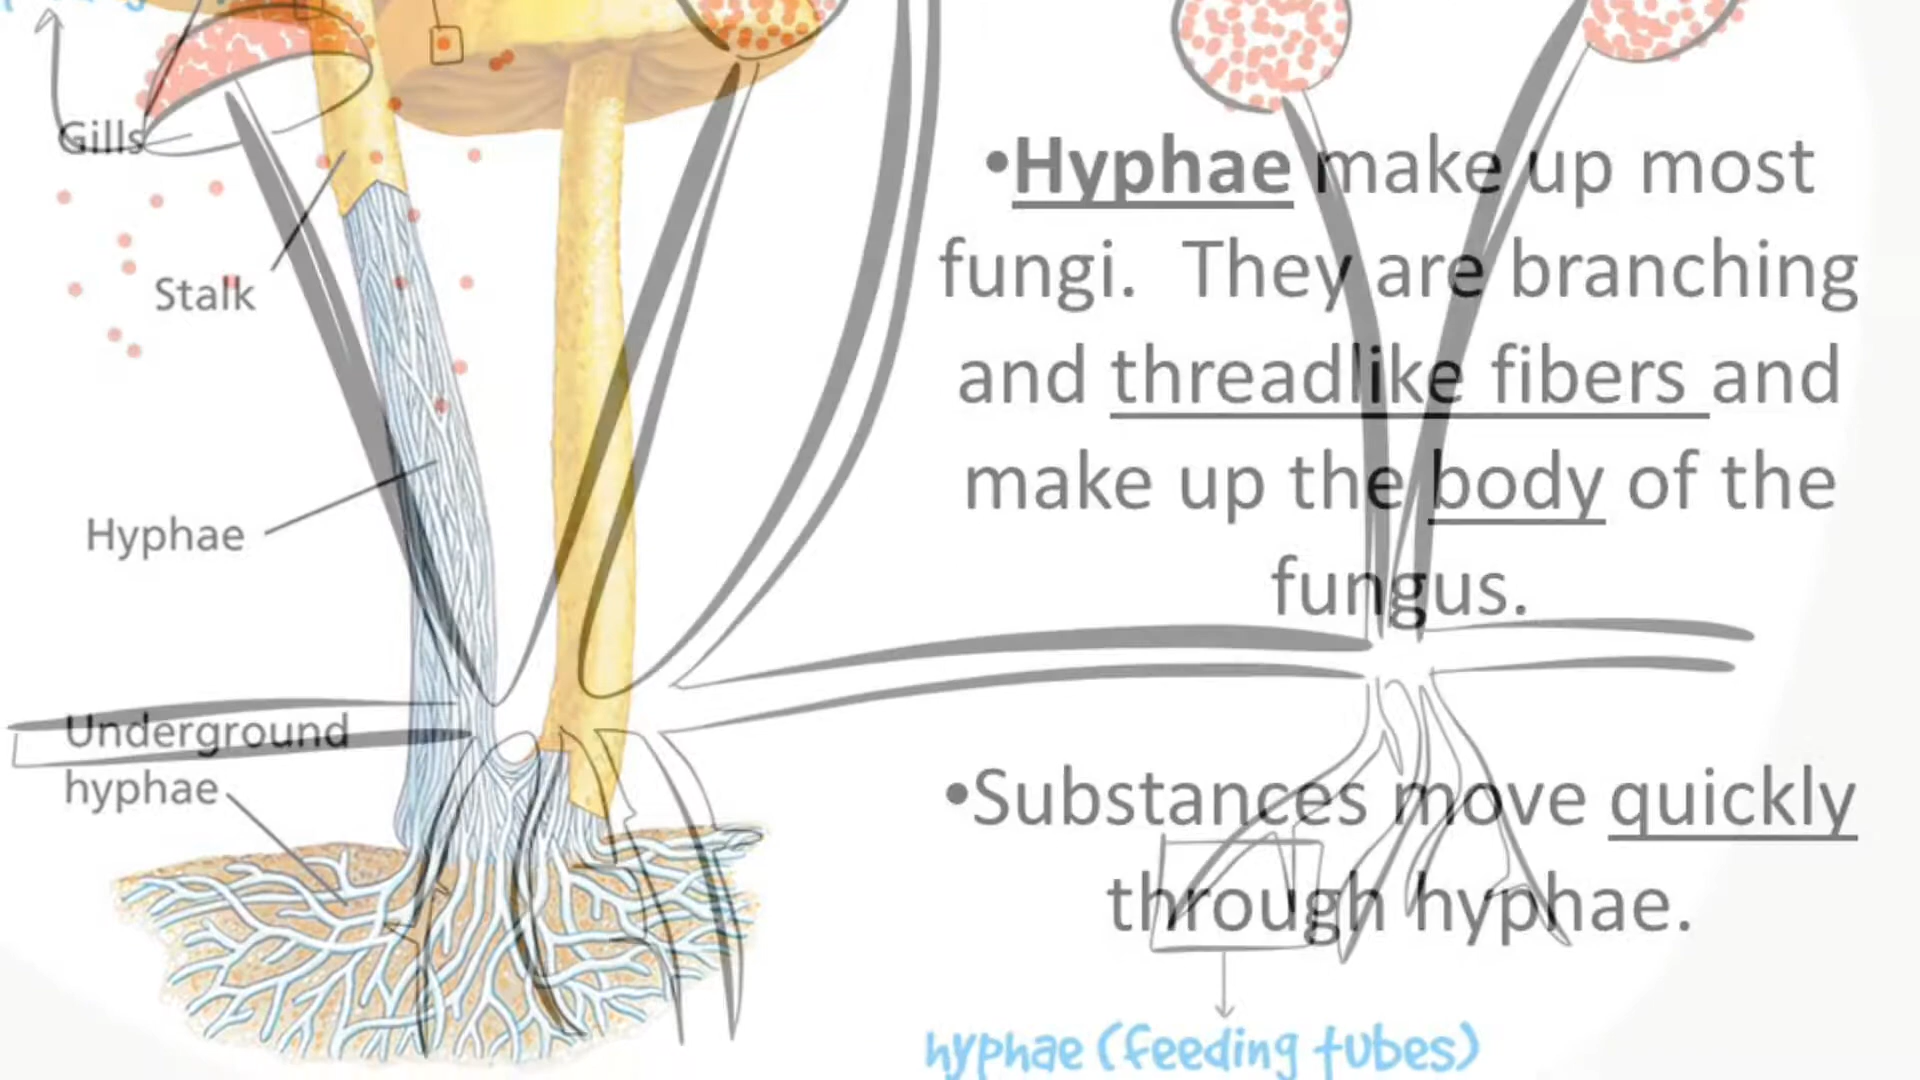 Gills
Stalk
Hyphae
Underground
hyphae
•Hyphae make up most
fungi. They are branching
and threadlike fibers and
make up the body of the
fungus.
•Substances move quickly
through hyphae.
hyphae (feeding tubes)